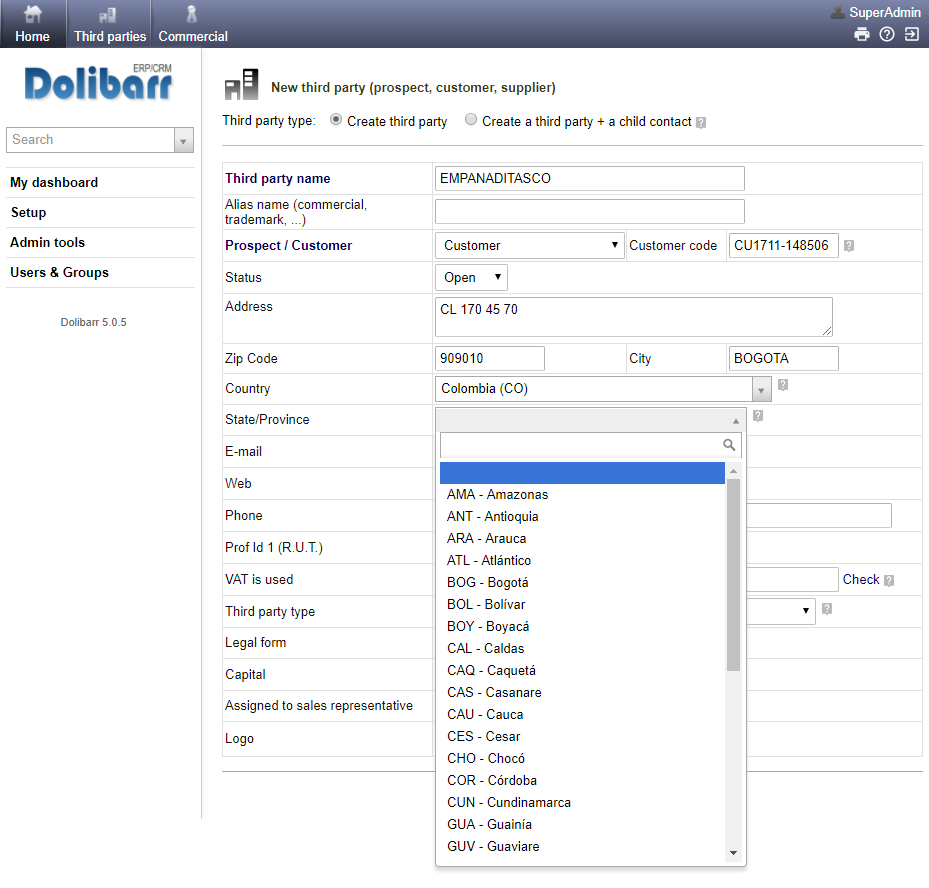 Home Third parties Commercial SuperAdmin
ERP/CRM
Dolibarr
New third party (prospect, customer, supplier)
Third party type: Create third party Create a third party + a child contact ?
Search
My dashboard
Setup
Admin tools
Users & Groups
Dolibarr 5.0.5
Third party name EMPANADITASCO
Alias name (commercial,
trademark, ...)
Prospect / Customer Customer Customer code CU1711-148506 ?
Status Open
Address CL 170 45 70
Zip Code 909010 City BOGOTA
Country Colombia (CO) ?
State/Province ?
E-mail
Web
Phone
Prof Id 1 (R.U.T.)
VAT is used Check ?
Third party type ?
Legal form
Capital
Assigned to sales representative
Logo
AMA - Amazonas
ANT - Antioquia
ARA - Arauca
ATL - Atlántico
BOG - Bogotá
BOL - Bolívar
BOY - Boyacá
CAL - Caldas
CAQ - Caquetá
CAS - Casanare
CAU - Cauca
CES - Cesar
CHO - Chocó
COR - Córdoba
CUN - Cundinamarca
GUA - Guainía
GUV - Guaviare